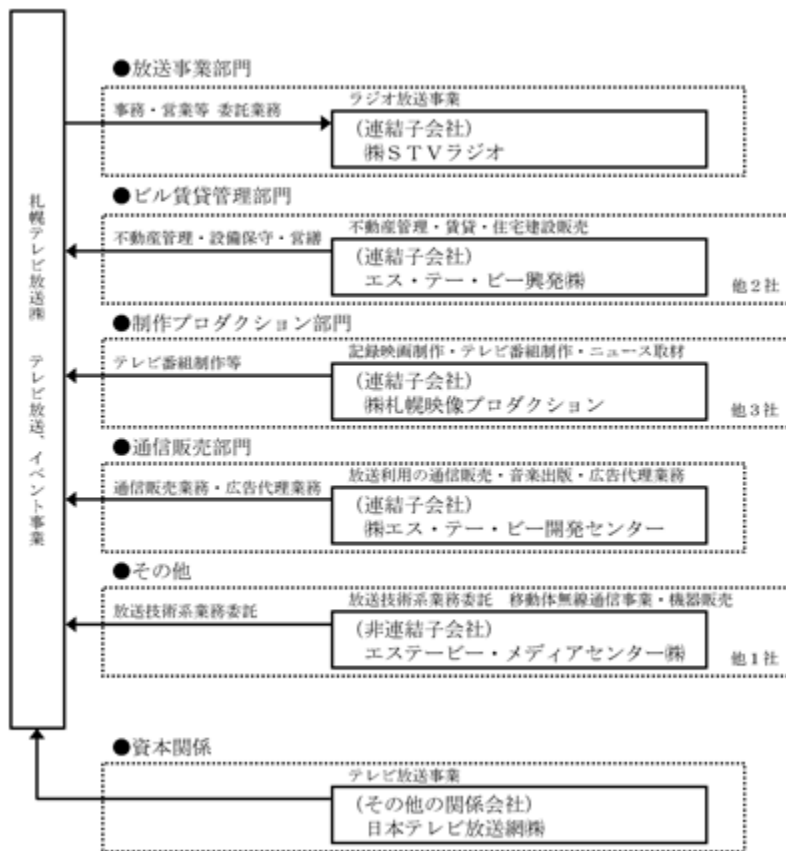 札幌テレビ放送㈱ テレビ放送、イベント事業
●放送事業部門
事務・営業等 委託業務
ラジオ放送事業
(連結子会社)
㈱STVラジオ
●ビル賃貸管理部門
不動産管理・設備保守・営繕
不動産管理・賃貸・住宅建設販売
(連結子会社)
エス・テー・ビー興発㈱
他2社
●制作プロダクション部門
テレビ番組制作等
記録映画制作・テレビ番組制作・ニュース取材
(連結子会社)
㈱札幌映像プロダクション
他3社
●通信販売部門
通信販売業務・広告代理業務
放送利用の通信販売・音楽出版・広告代理業務
(連結子会社)
㈱エス・テー・ビー開発センター
●その他
放送技術系業務委託
放送技術系業務委託 移動体無線通信事業・機器販売
(非連結子会社)
エステービー・メディアセンター㈱
他1社
●資本関係
テレビ放送事業
(その他の関係会社)
日本テレビ放送網㈱